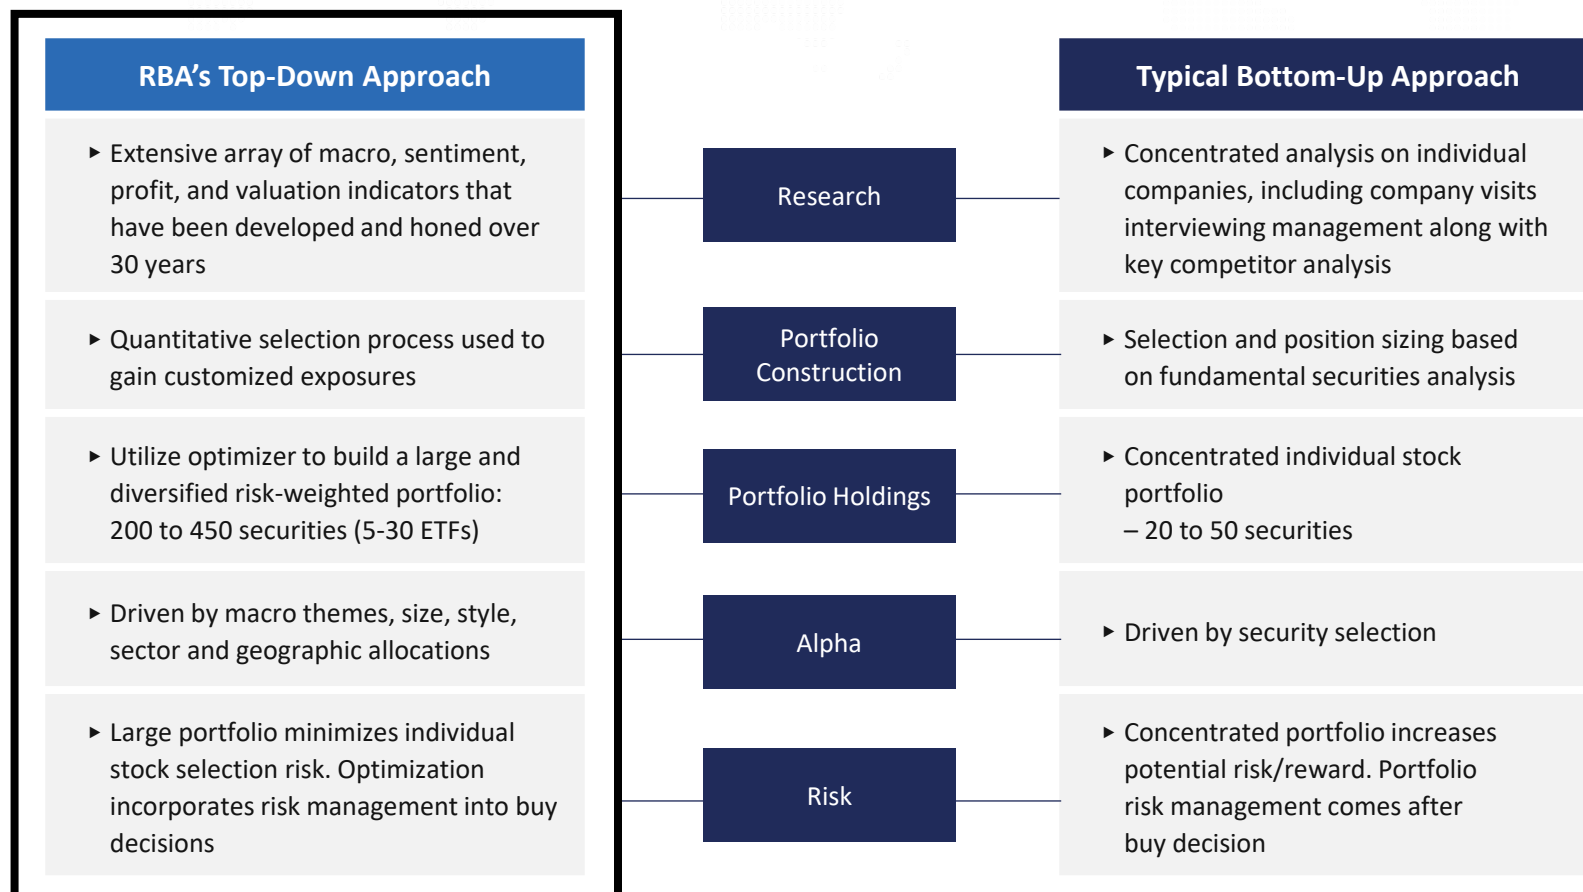 RBA's Top-Down Approach
Typical Bottom-Up Approach
▸ Extensive array of macro, sentiment,
profit, and valuation indicators that
have been developed and honed over
30 years
Research
▸ Concentrated analysis on individual
companies, including company visits
interviewing management along with
key competitor analysis
▸ Quantitative selection process used to
gain customized exposures
Portfolio
Construction
▸ Selection and position sizing based
on fundamental securities analysis
▸ Utilize optimizer to build a large and
diversified risk-weighted portfolio:
200 to 450 securities (5-30 ETFs)
Portfolio Holdings
▸ Concentrated individual stock
portfolio
– 20 to 50 securities
▸ Driven by macro themes, size, style,
sector and geographic allocations
Alpha
▸ Driven by security selection
▸ Large portfolio minimizes individual
stock selection risk. Optimization
incorporates risk management into buy
decisions
Risk
▸ Concentrated portfolio increases
potential risk/reward. Portfolio
risk management comes after
buy decision